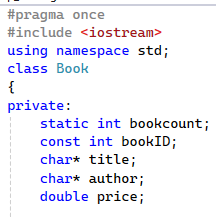 #pragma once
#include <iostream>
using namespace std;
class Book
{
private:
    static int bookcount;
    const int bookID;
    char* title;
    char* author;
    double price;